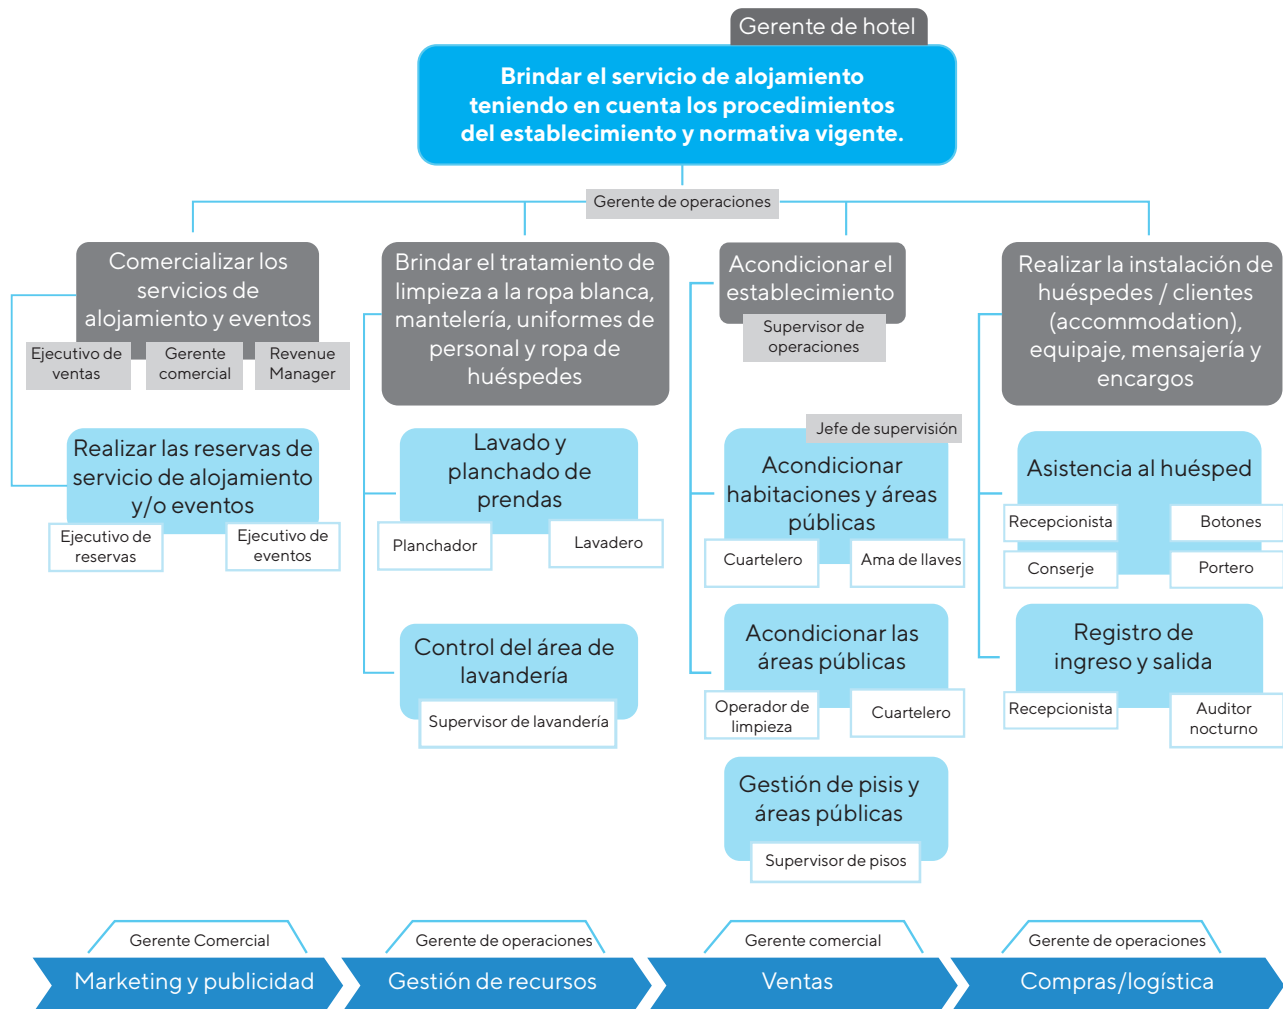 Gerente de hotel
Brindar el servicio de alojamiento
teniendo en cuenta los procedimientos
del establecimiento y normativa vigente.
Gerente de operaciones
Comercializar los
servicios de
alojamiento y eventos
Ejecutivo de
ventas
Gerente
comercial
Revenue
Manager
Realizar las reservas de
servicio de alojamiento
y/o eventos
Ejecutivo de
reservas
Ejecutivo de
eventos
Brindar el tratamiento de
limpieza a la ropa blanca,
mantelería, uniformes de
personal y ropa de
huéspedes
Lavado y
planchado de
prendas
Planchador
Lavadero
Control del área de
lavandería
Supervisor de lavandería
Acondicionar el
establecimiento
Supervisor de
operaciones
Jefe de supervisión
Acondicionar
habitaciones y áreas
públicas
Cuartelero
Ama de llaves
Acondicionar las
áreas públicas
Operador de
limpieza
Cuartelero
Gestión de pisis y
áreas públicas
Supervisor de pisos
Realizar la instalación de
huéspedes / clientes
(accommodation),
equipaje, mensajería y
encargos
Asistencia al huésped
Recepcionista
Botones
Conserje
Portero
Registro de
ingreso y salida
Recepcionista
Auditor
nocturno
Gerente Comercial
Marketing y publicidad
Gerente de operaciones
Gestión de recursos
Gerente comercial
Ventas
Gerente de operaciones
Compras/logística